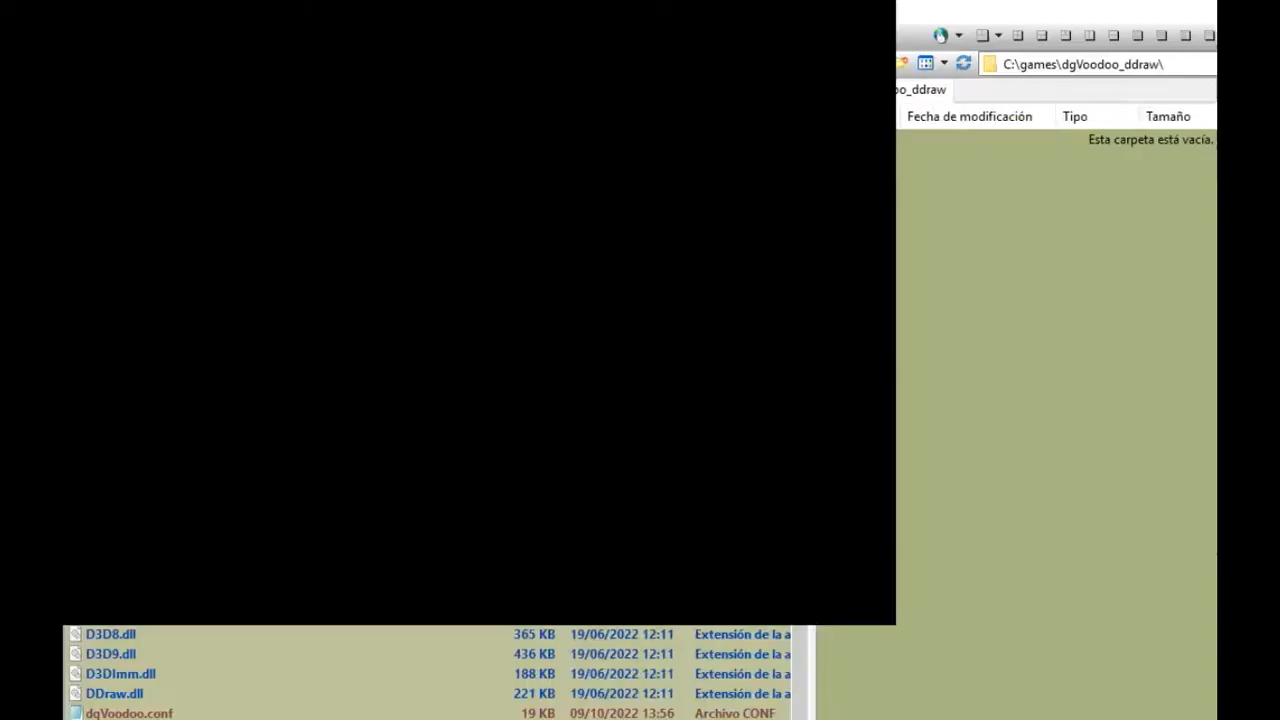 C:\games\dgVoodoo_ddraw\
oo_ddraw
Fecha de modificación Tipo Tamaño
Esta carpeta está vacía.
D3D8.dll 365 KB 19/06/2022 12:11 Extensión de la a
D3D9.dll 436 KB 19/06/2022 12:11 Extensión de la a
D3DImm.dll 188 KB 19/06/2022 12:11 Extensión de la a
DDraw.dll 221 KB 19/06/2022 12:11 Extensión de la a
dgVoodoo.conf 19 KB 09/10/2022 13:56 Archivo CONF